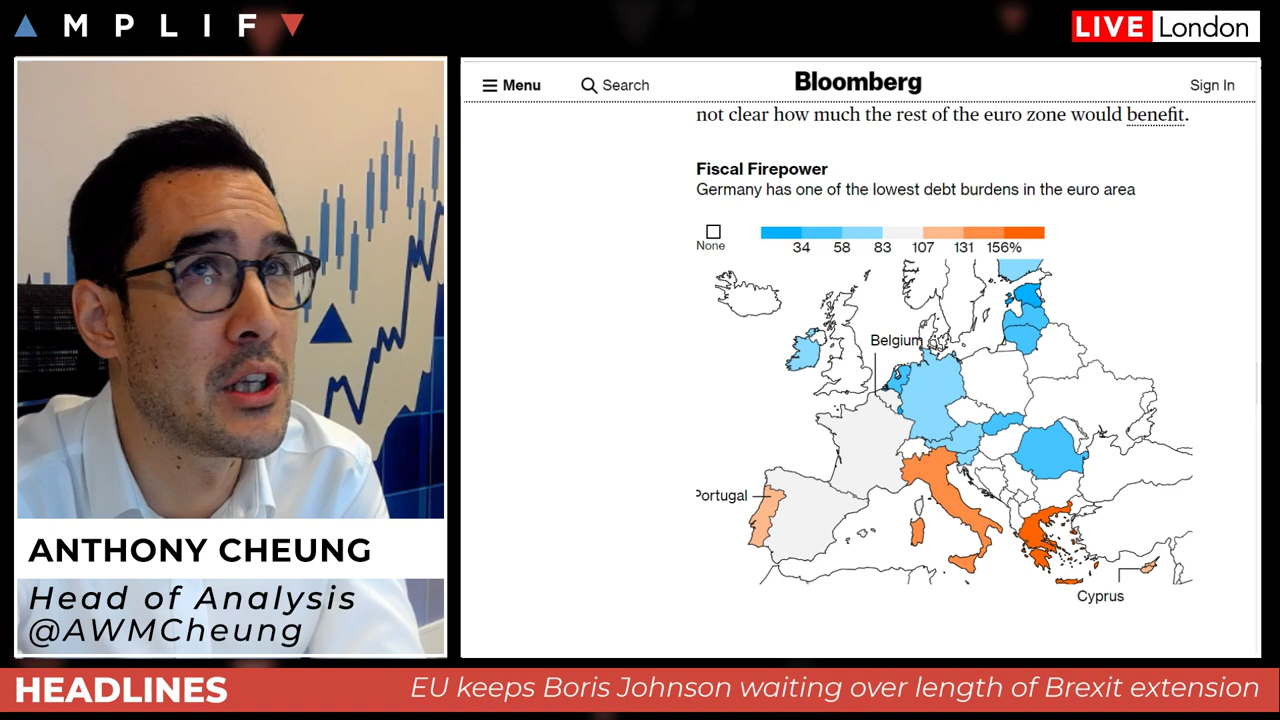 AMPLIFY
LIVE London
Menu
Search
Bloomberg
Sign In
not clear how much the rest of the euro zone would benefit.
Fiscal Firepower
Germany has one of the lowest debt burdens in the euro area
None
34 58 83 107 131 156%
Belgium
Portugal
Cyprus
ANTHONY CHEUNG
Head of Analysis
@AWMCheung
HEADLINES
EU keeps Boris Johnson waiting over length of Brexit extension